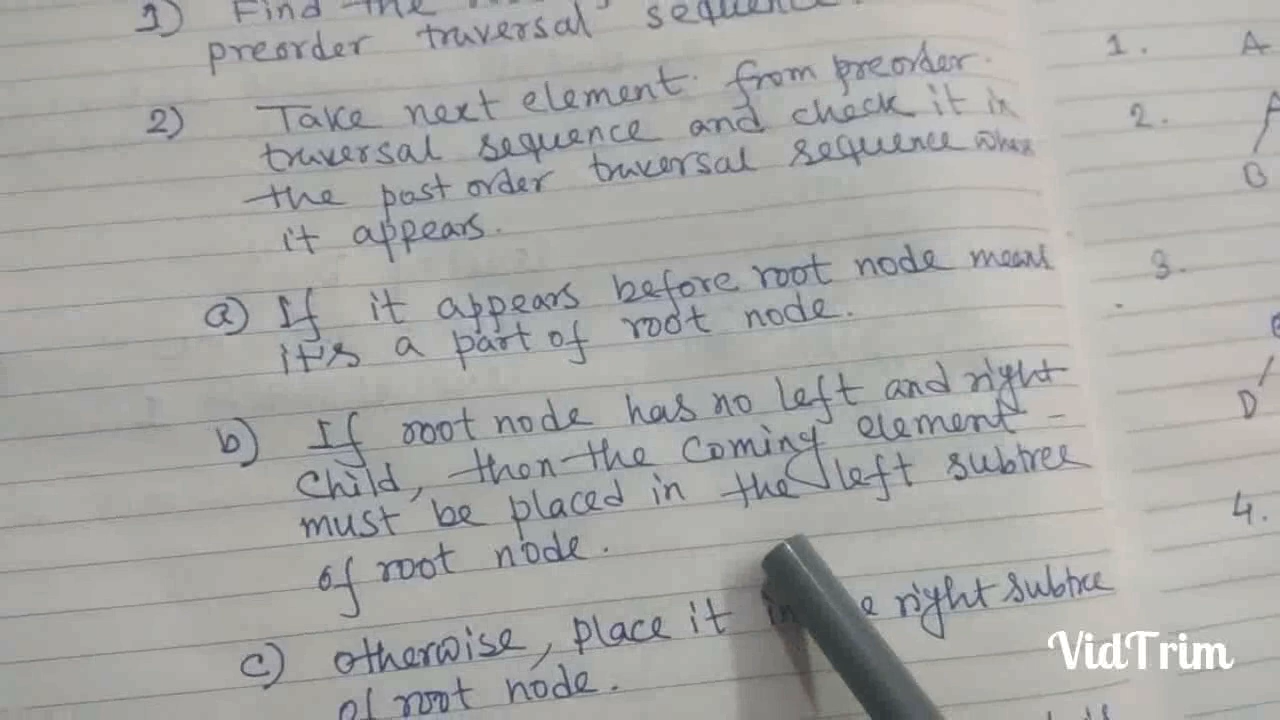 1) Find the
preorder traversal sequence.
2) Take next element from preorder
traversal sequence and check it in
the post order traversal sequence when
it appears.
a) If it appears before root node means
it's a part of root node.
b) If root node has no left and right
child, then the coming element
must be placed in the left subtree
of root node.
c) otherwise, place it in right subtree
of root node.
1. A
2. A
B
3.
D
4.
VidTrim